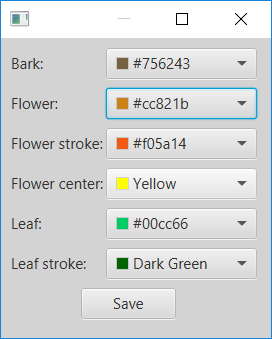 Bark: #756243
Flower: #cc821b
Flower stroke: #f05a14
Flower center: Yellow
Leaf: #00cc66
Leaf stroke: Dark Green
Save